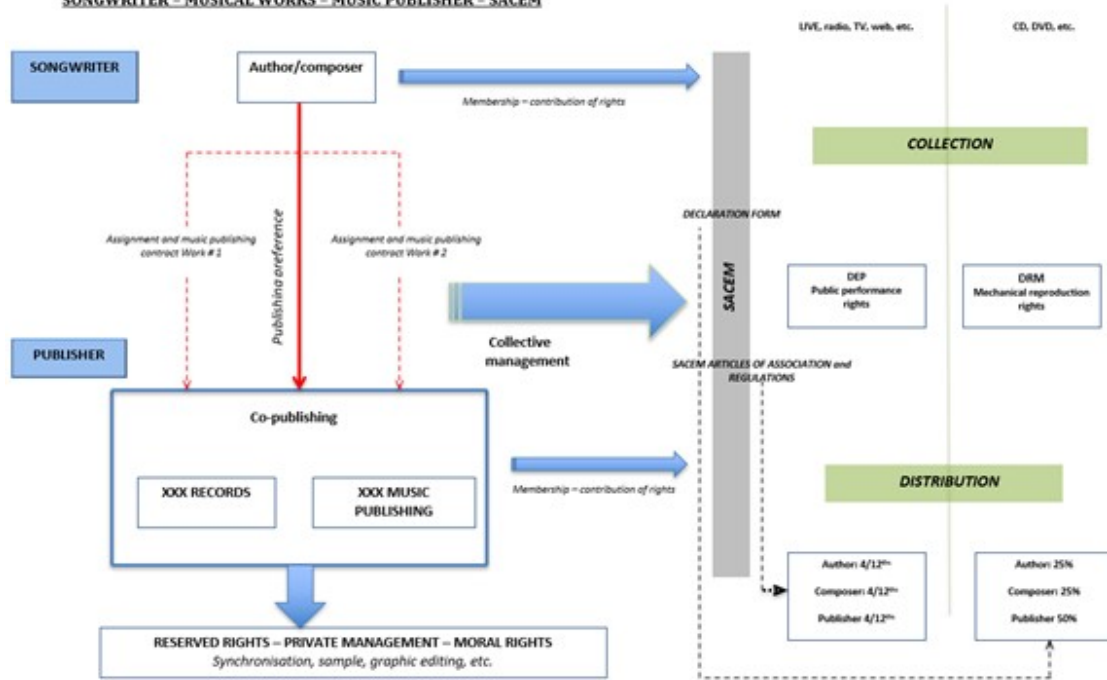 SONGWRITER – MUSICAL WORKS – MUSIC PUBLISHER – SACEM
LIVE, radio, TV, web, etc.
CD, DVD, etc.
SONGWRITER
Author/composer
Membership – contribution of rights
COLLECTION
Assignment and music publishing
contract Work # 1
Publishing preference
Assignment and music publishing
contract Work # 2
DECLARATION FORM
SACEM
DEP
Public performance
rights
DRM
Mechanical reproduction
rights
PUBLISHER
Collective
management
SACEM ARTICLES OF ASSOCIATION and
REGULATIONS
Co-publishing
XXX RECORDS
XXX MUSIC
PUBLISHING
Membership – contribution of rights
DISTRIBUTION
Author: 4/12ths
Composer: 4/12ths
Publisher 4/12ths
Author: 25%
Composer: 25%
Publisher 50%
RESERVED RIGHTS – PRIVATE MANAGEMENT – MORAL RIGHTS
Synchronisation, sample, graphic editing, etc.